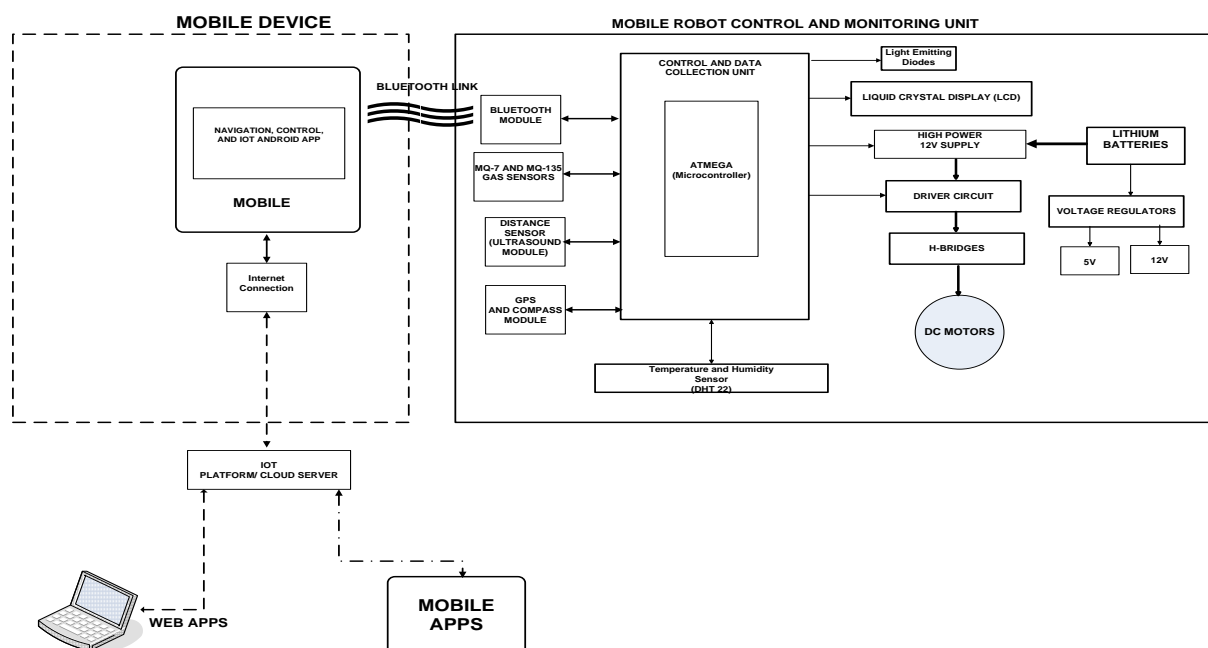 MOBILE DEVICE
MOBILE ROBOT CONTROL AND MONITORING UNIT
NAVIGATION, CONTROL,
AND IOT ANDROID APP
MOBILE
Internet
Connection
BLUETOOTH LINK
BLUETOOTH
MODULE
MQ-7 AND MQ-135
GAS SENSORS
DISTANCE
SENSOR
(ULTRASOUND
MODULE)
GPS
AND COMPASS
MODULE
CONTROL AND DATA
COLLECTION UNIT
ATMEGA
(Microcontroller)
Temperature and Humidity
Sensor
(DHT 22)
Light Emitting
Diodes
LIQUID CRYSTAL DISPLAY (LCD)
HIGH POWER
12V SUPPLY
DRIVER CIRCUIT
H-BRIDGES
DC MOTORS
LITHIUM
BATTERIES
VOLTAGE REGULATORS
5V
12V
IOT
PLATFORM/ CLOUD SERVER
WEB APPS
MOBILE
APPS